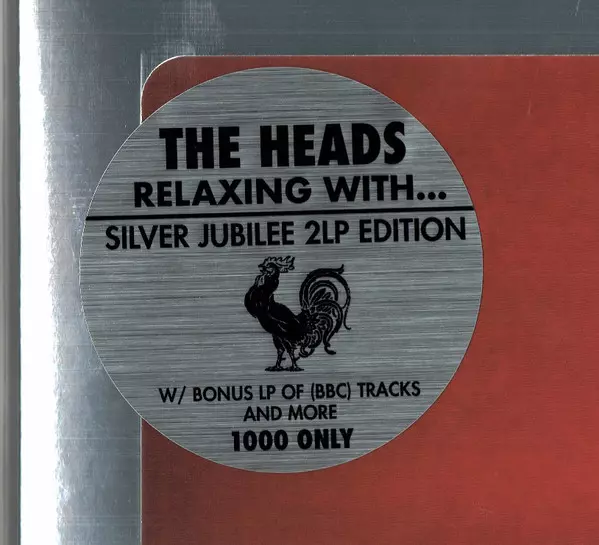 THE HEADS
RELAXING WITH...
SILVER JUBILEE 2LP EDITION
W/ BONUS LP OF (BBC) TRACKS
AND MORE
1000 ONLY